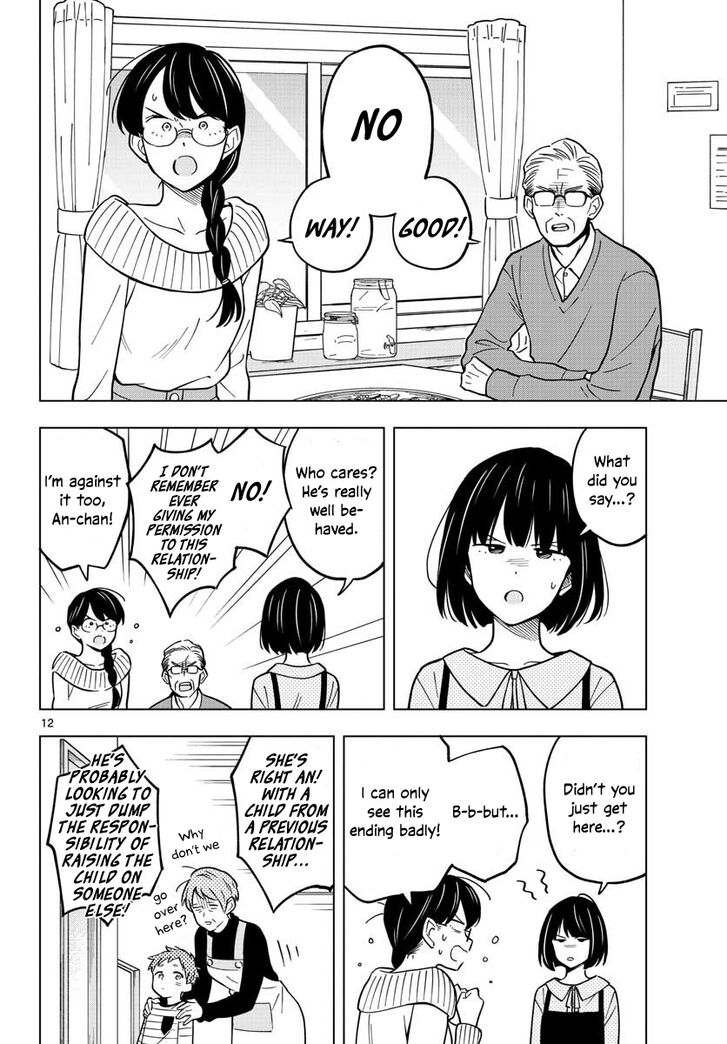 NO
WAY!
GOOD!
What
did you
say...?
Who cares?
He's really
well be-
haved.
NO!
I DON'T
REMEMBER
EVER
GIVING MY
PERMISSION
TO THIS
RELATION-
SHIP!
I'm against
it too,
An-chan!
12
Didn't you
just get
here...?
B-b-but...
I can only
see this
ending badly!
SHE'S
RIGHT AN!
WITH A
CHILD FROM
A PREVIOUS
RELATION-
SHIP...
Why
don't we
go
over
here?
HE'S
PROBABLY
LOOKING TO
JUST DUMP
THE RESPON-
SIBILITY OF
RAISING THE
CHILD ON
SOMEONE
ELSE!